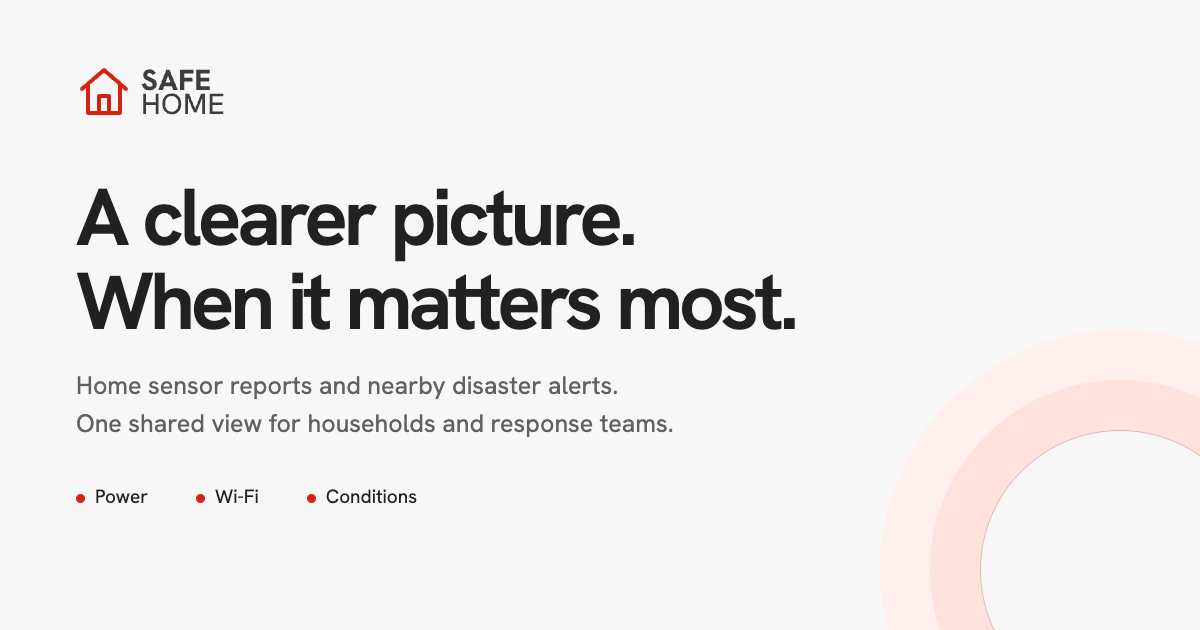 SAFE
HOME
A clearer picture.
When it matters most.
Home sensor reports and nearby disaster alerts.
One shared view for households and response teams.
Power
Wi-Fi
Conditions